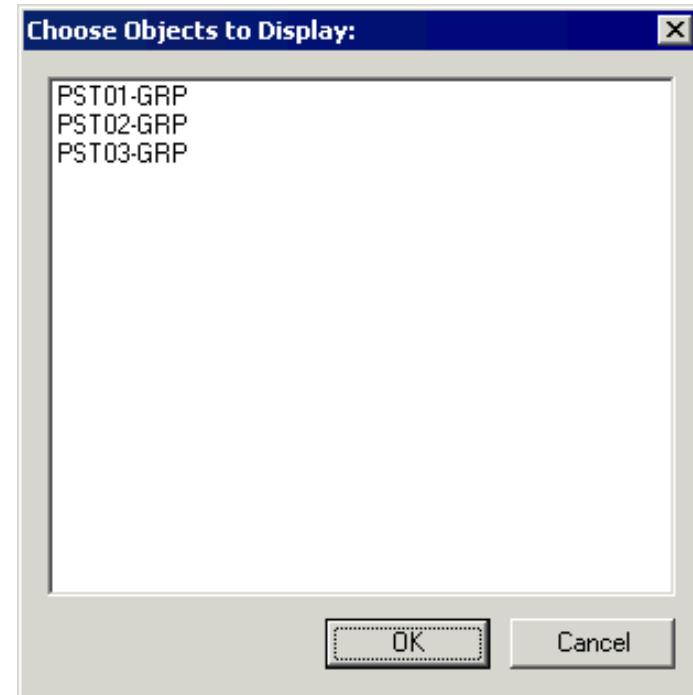 Choose Objects to Display:
PST01-GRP
PST02-GRP
PST03-GRP
OK
Cancel